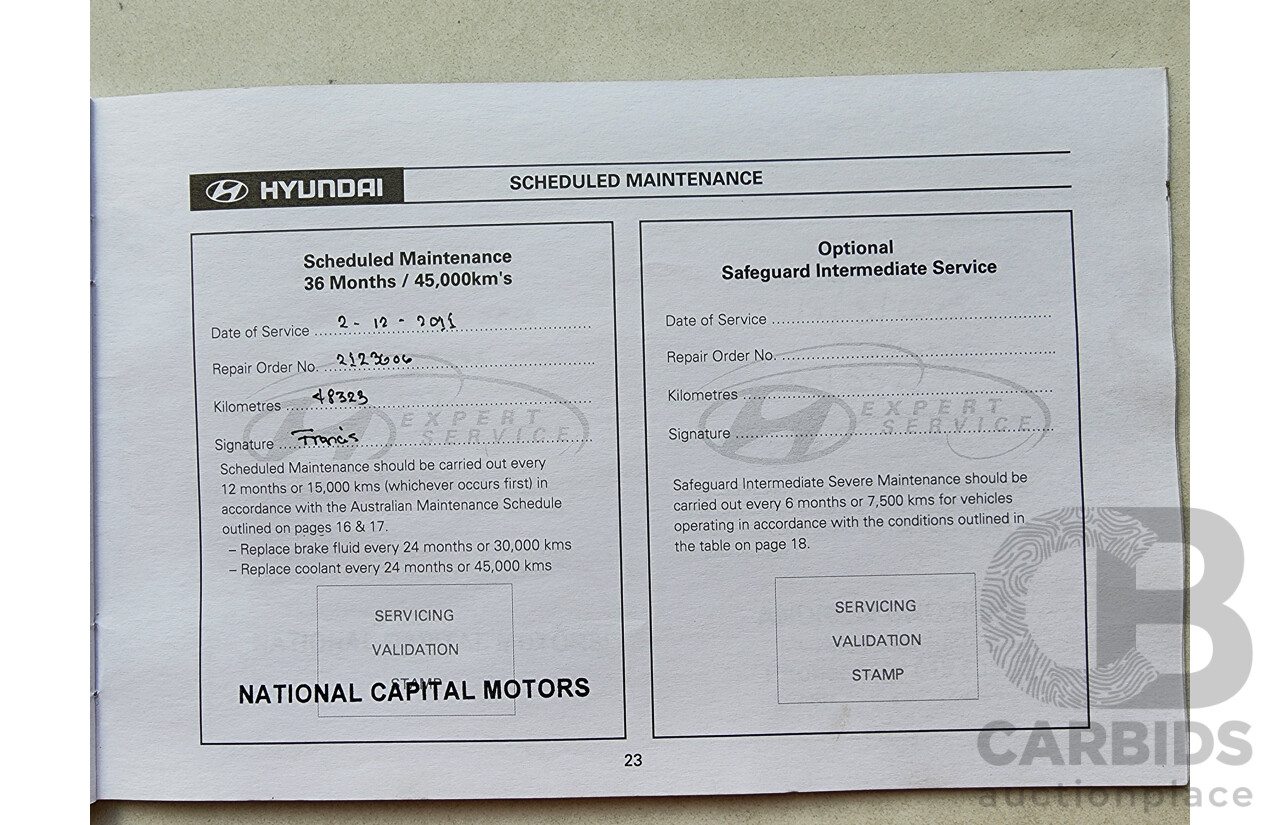 HYUNDAI
SCHEDULED MAINTENANCE
Scheduled Maintenance
36 Months / 45,000km's
Date of Service 2 - 12 -
Repair Order No. 2123606
Kilometres 48323
Signature Francis
EXPERT
SERVICE
Scheduled Maintenance should be carried out every
12 months or 15,000 kms (whichever occurs first) in
accordance with the Australian Maintenance Schedule
outlined on pages 16 & 17.
– Replace brake fluid every 24 months or 30,000 kms
– Replace coolant every 24 months or 45,000 kms
SERVICING
VALIDATION
STAMP
NATIONAL CAPITAL MOTORS
Optional
Safeguard Intermediate Service
Date of Service
Repair Order No.
Kilometres
Signature
EXPERT
SERVICE
Safeguard Intermediate Severe Maintenance should be
carried out every 6 months or 7,500 kms for vehicles
operating in accordance with the conditions outlined in
the table on page 18.
SERVICING
VALIDATION
STAMP
23
CB
CARBIDS
auctionplace